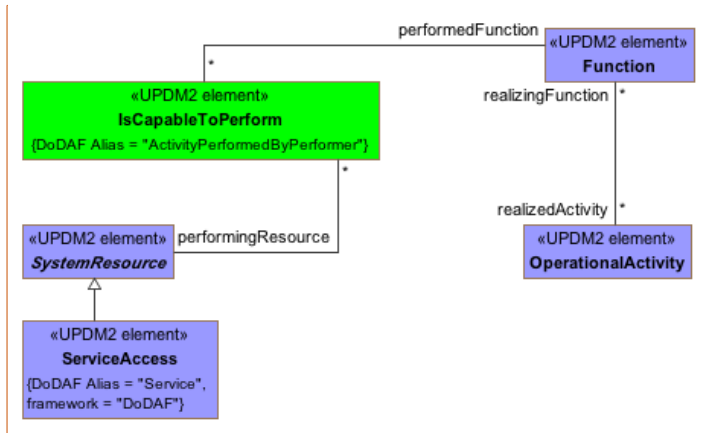 performedFunction
«UPDM2 element»
Function
*
«UPDM2 element»
IsCapableToPerform
{DoDAF Alias = "ActivityPerformedByPerformer"}
realizingFunction
*
*
realizedActivity
*
«UPDM2 element»
OperationalActivity
«UPDM2 element»
SystemResource
performingResource
«UPDM2 element»
ServiceAccess
{DoDAF Alias = "Service",
framework = "DoDAF"}